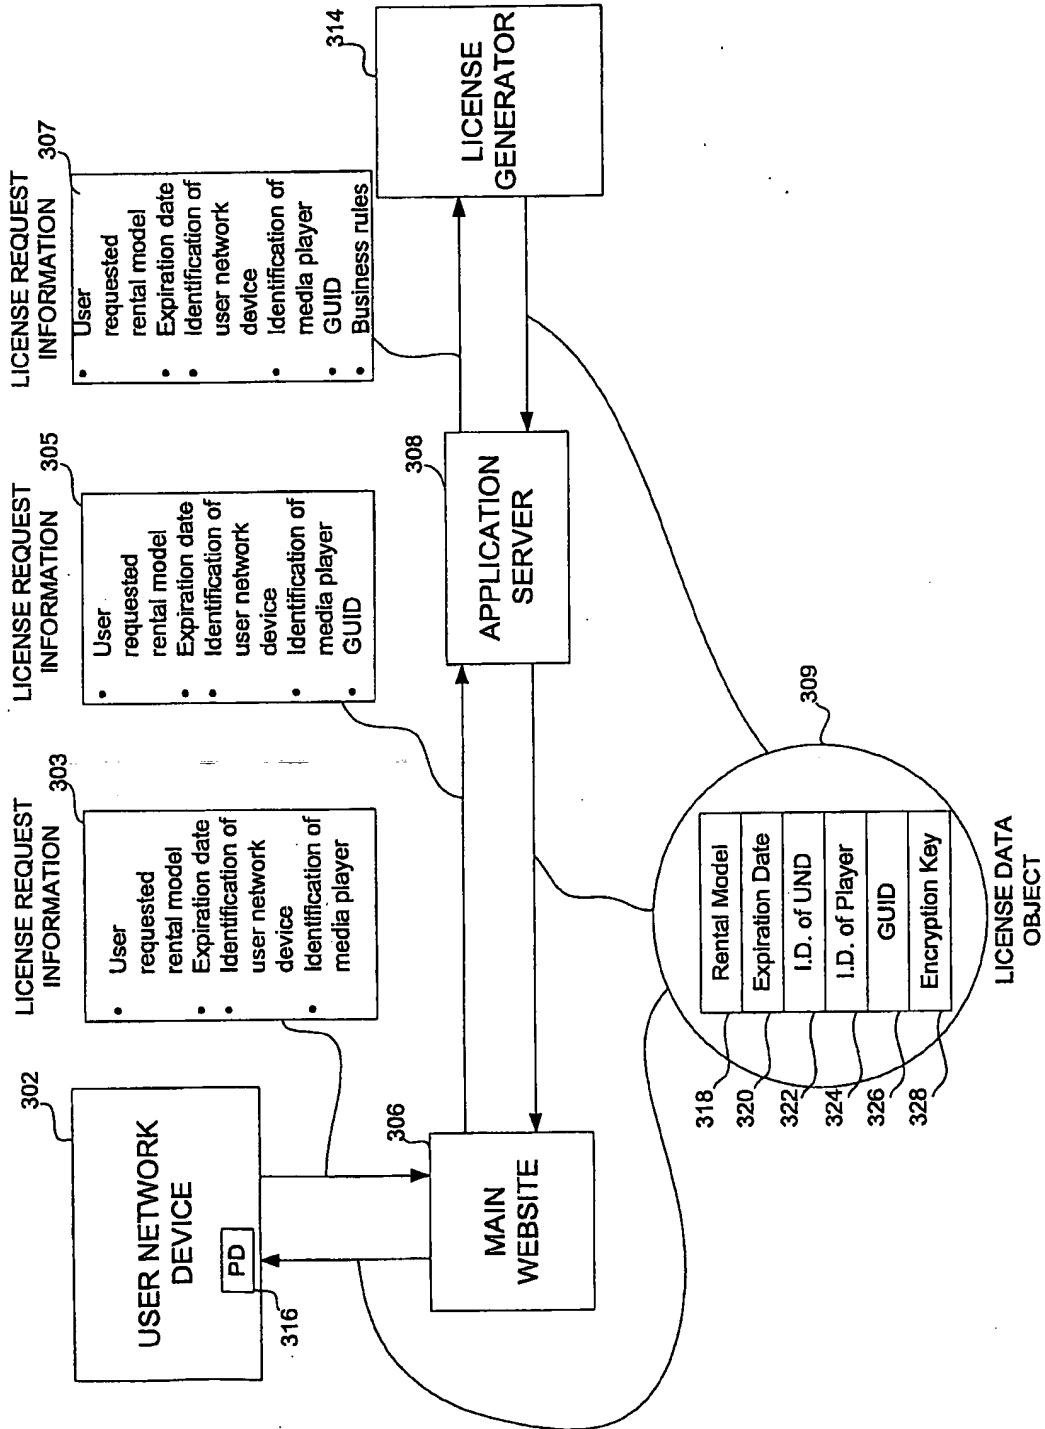 LICENSE REQUEST
INFORMATION
303
• User
requested
rental model
• Expiration date
• Identification of
user network
device
• Identification of
media player
LICENSE REQUEST
INFORMATION
305
• User
requested
rental model
• Expiration date
• Identification of
user network
device
• Identification of
media player
• GUID
LICENSE REQUEST
INFORMATION
307
• User
requested
rental model
• Expiration date
• Identification of
user network
device
• Identification of
media player
• GUID
• Business rules
302
USER NETWORK
DEVICE
PD
316
306
MAIN
WEBSITE
308
APPLICATION
SERVER
314
LICENSE
GENERATOR
309
318
Rental Model
320
Expiration Date
322
I.D. of UND
324
I.D. of Player
326
GUID
328
Encryption Key
LICENSE DATA
OBJECT